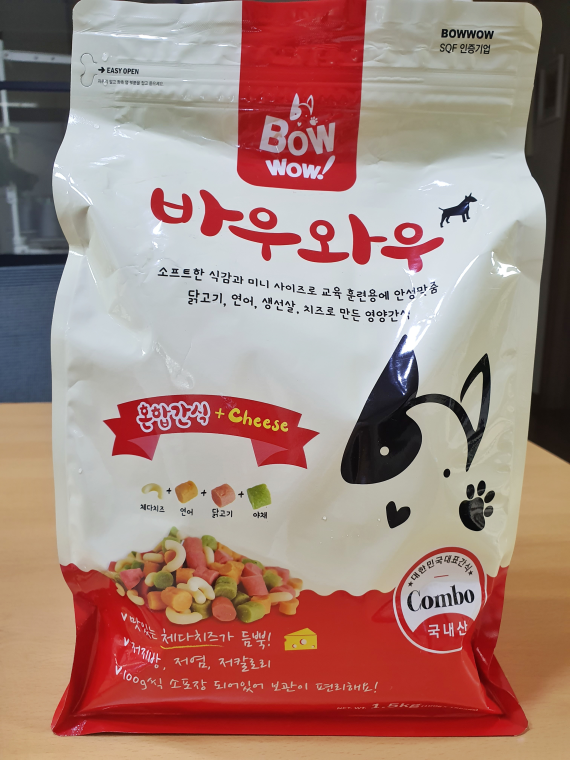 BOWWOW
SQF 인증기업
EASY OPEN
BOW
WOW!
바우와우
소프트한 식감과 미니 사이즈로 교육 훈련용에 안성맞춤
닭고기, 연어, 생선살, 치즈로 만든 영양간식
혼합간식 + Cheese
체다치즈 + 연어 + 닭고기 + 야채
대한민국대표간식
Combo
국내산
맛있는 체다치즈가 듬뿍!
저지방, 저염, 저칼로리
100g씩 소포장 되어있어 보관이 편리해요!
NET WT. 1.5kg